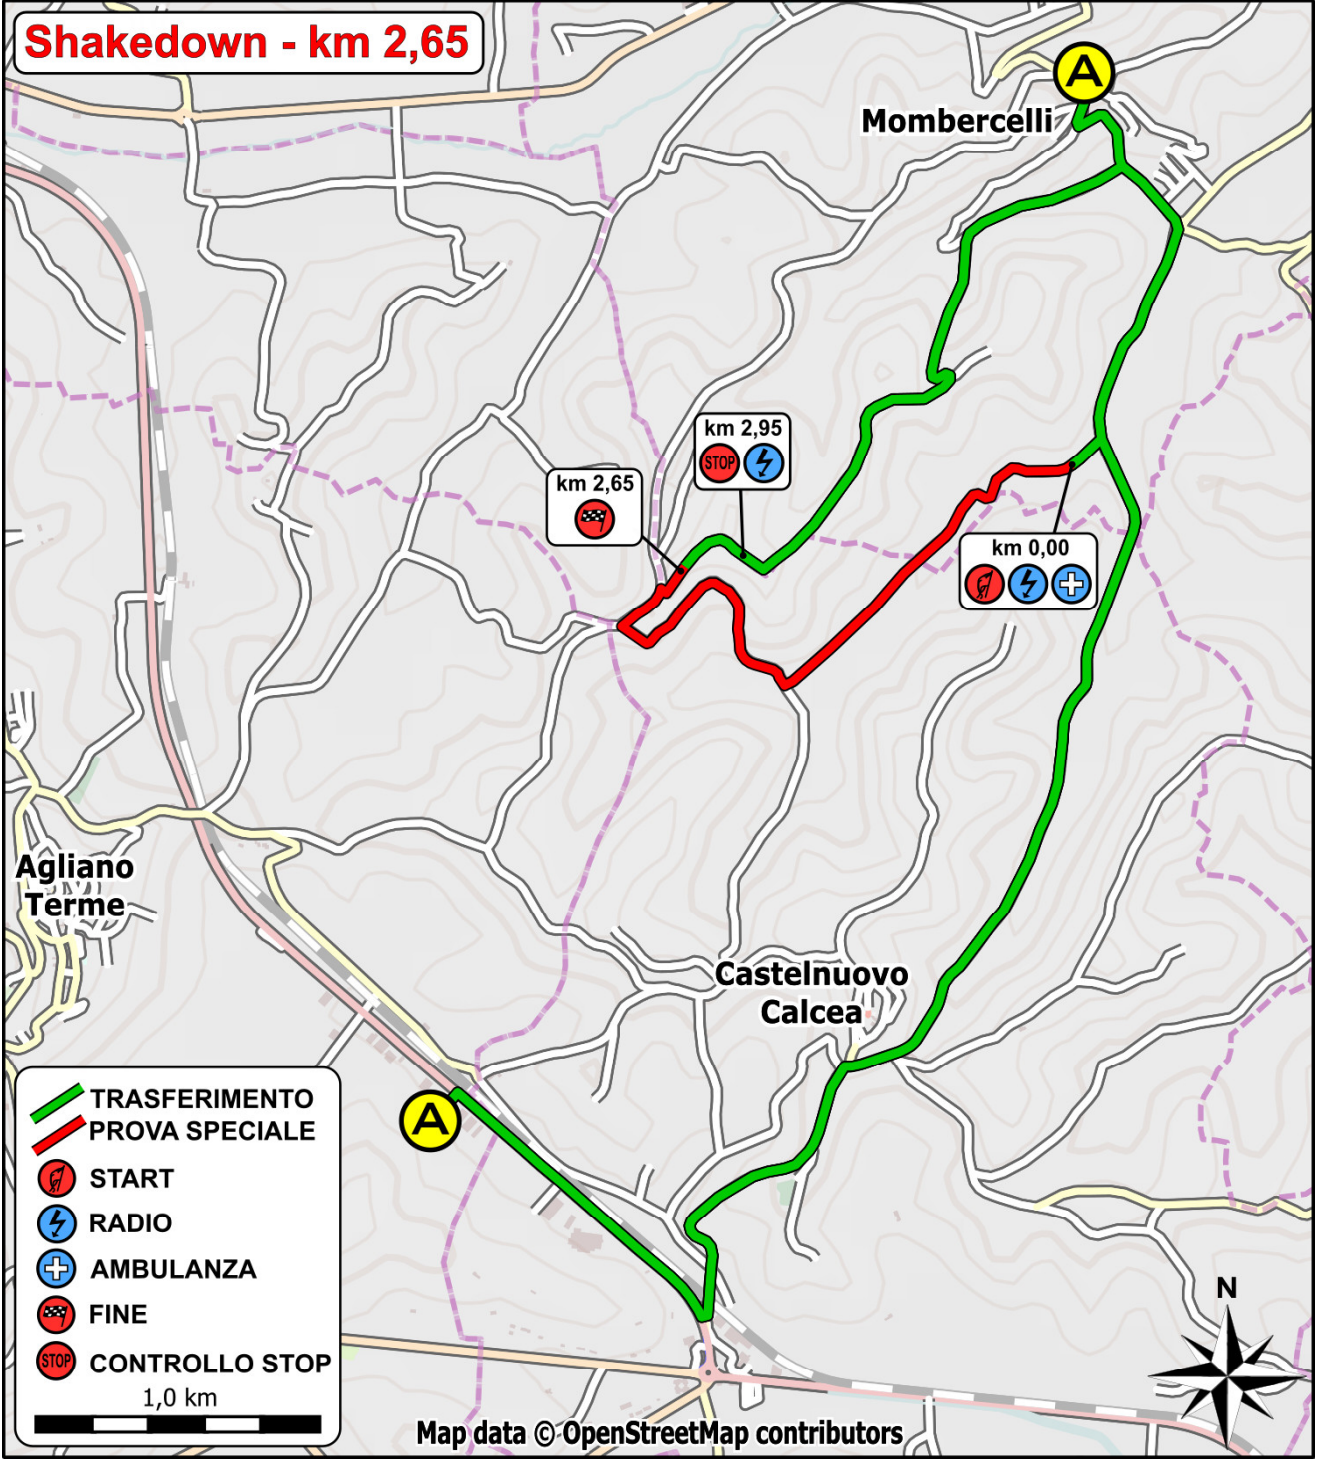 Shakedown - km 2,65
A
Mombercelli
km 2,95
STOP
km 2,65
km 0,00
Agliano
Terme
Castelnuovo
Calcea
A
TRASFERIMENTO
PROVA SPECIALE
START
RADIO
AMBULANZA
FINE
STOP
CONTROLLO STOP
1,0 km
N
Map data © OpenStreetMap contributors